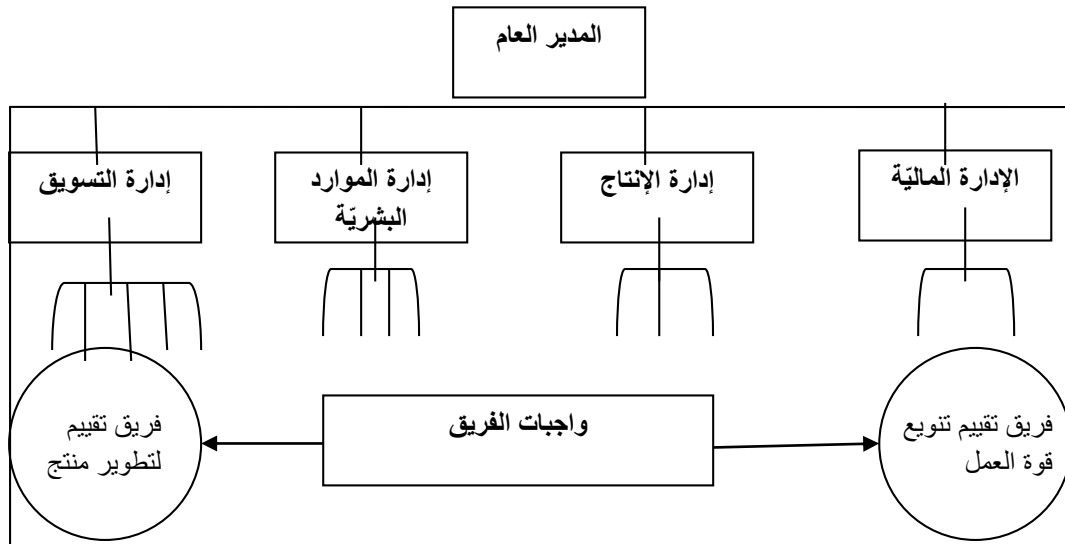 المدير العام
الإدارة الماليّة
إدارة الإنتاج
إدارة الموارد
البشريّة
إدارة التسويق
واجبات الفريق
فريق تقييم تنويع
قوة العمل
فريق تقييم
لتطوير منتج